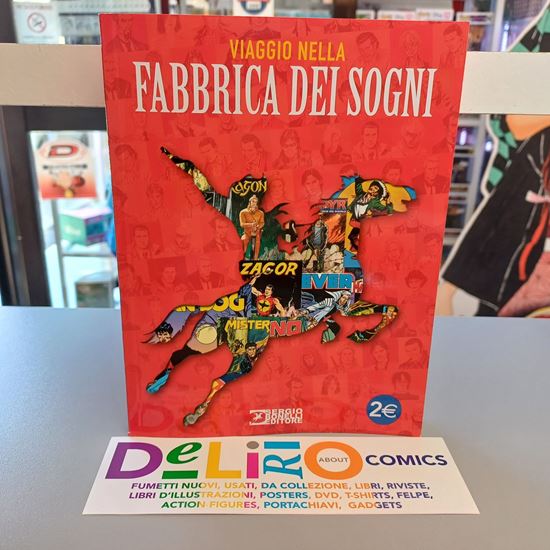 VIAGGIO NELLA
FABBRICA DEI SOGNI
ZAGOR
MISTER
NO
SERGIO
BONELLI
EDITORE
2€
DELIRIO ABOUT COMICS
FUMETTI NUOVI, USATI, DA COLLEZIONE, LIBRI, RIVISTE,
LIBRI D'ILLUSTRAZIONI, POSTERS, DVD, T-SHIRTS, FELPE,
ACTION-FIGURES, PORTACHIAVI, GADGETS